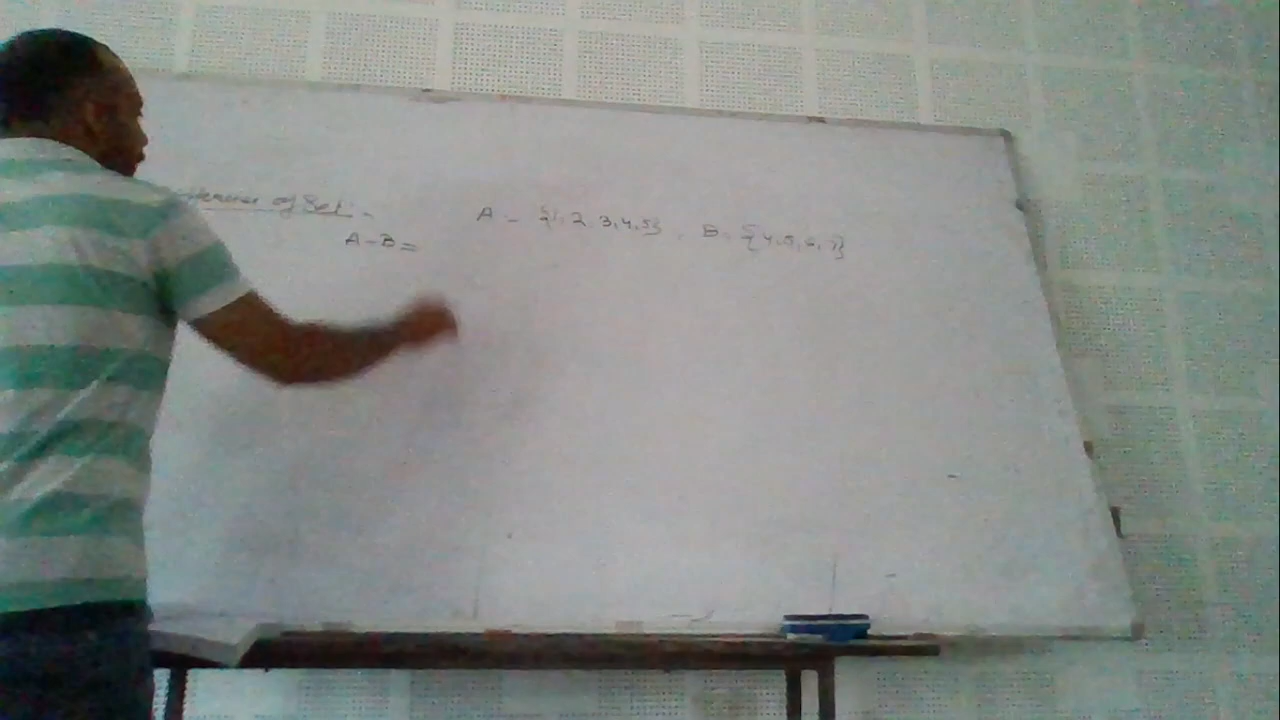 of Set:-
A = {1, 2, 3, 4, 5}, B = {4, 5, 6, 7}
A-B=